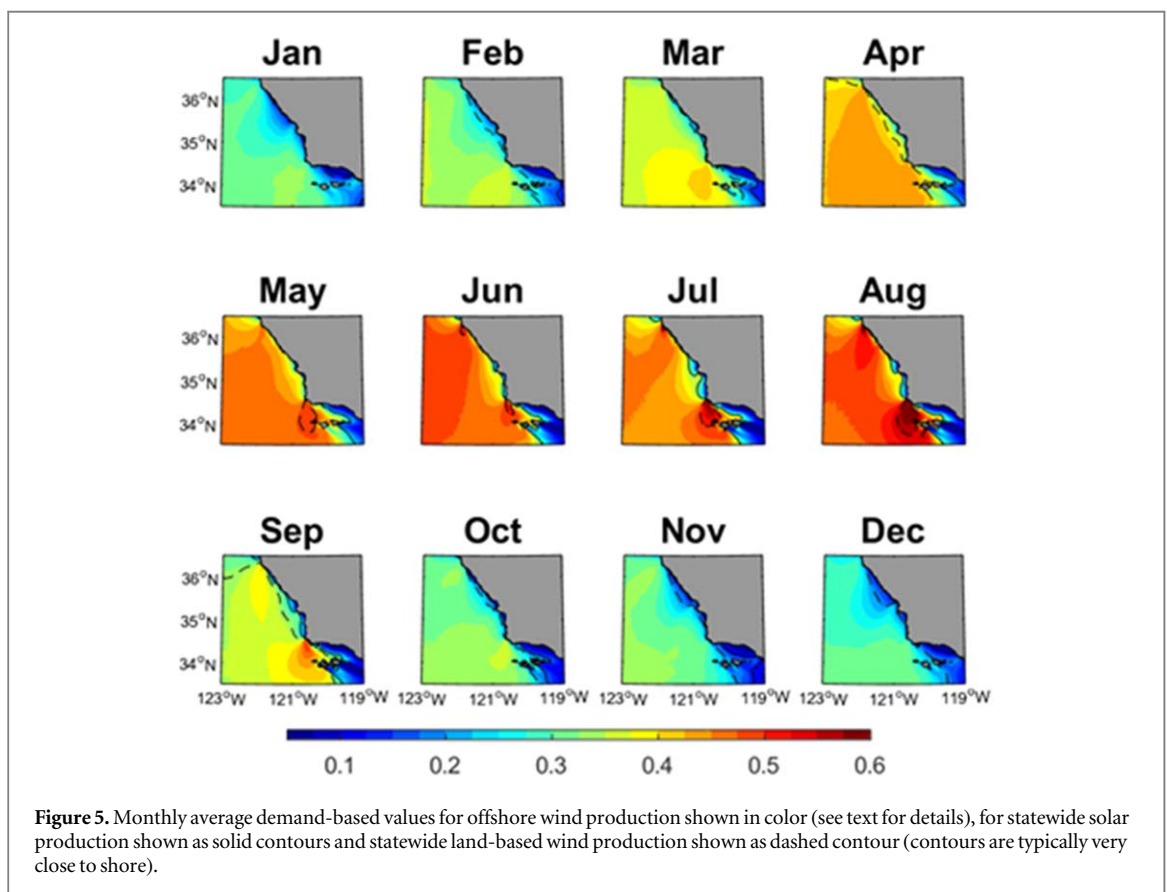 Jan Feb Mar Apr
36°N
35°N
34°N
May Jun Jul Aug
36°N
35°N
34°N
Sep Oct Nov Dec
36°N
35°N
34°N
123°W 121°W 119°W 123°W 121°W 119°W 123°W 121°W 119°W 123°W 121°W 119°W
0.1 0.2 0.3 0.4 0.5 0.6
Figure 5. Monthly average demand-based values for offshore wind production shown in color (see text for details), for statewide solar
production shown as solid contours and statewide land-based wind production shown as dashed contour (contours are typically very
close to shore).